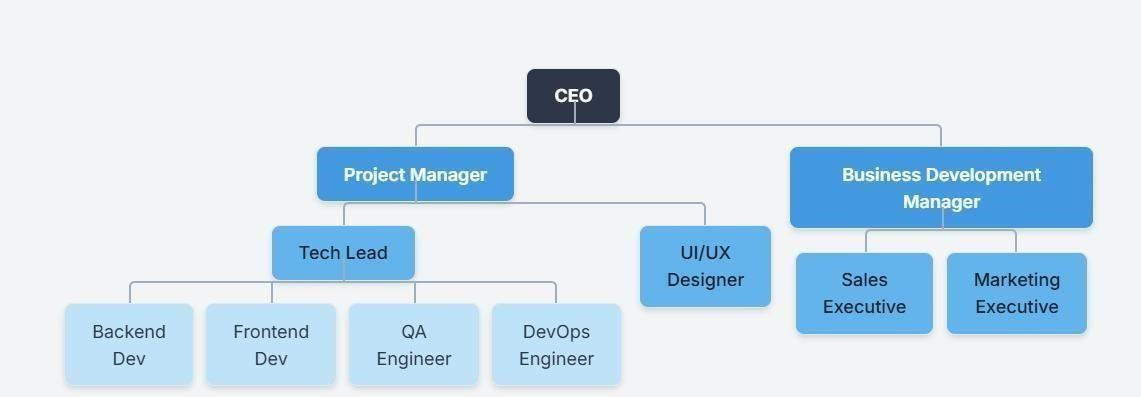 CEO
Project Manager
Business Development
Manager
Tech Lead
UI/UX
Designer
Sales
Executive
Marketing
Executive
Backend
Dev
Frontend
Dev
QA
Engineer
DevOps
Engineer